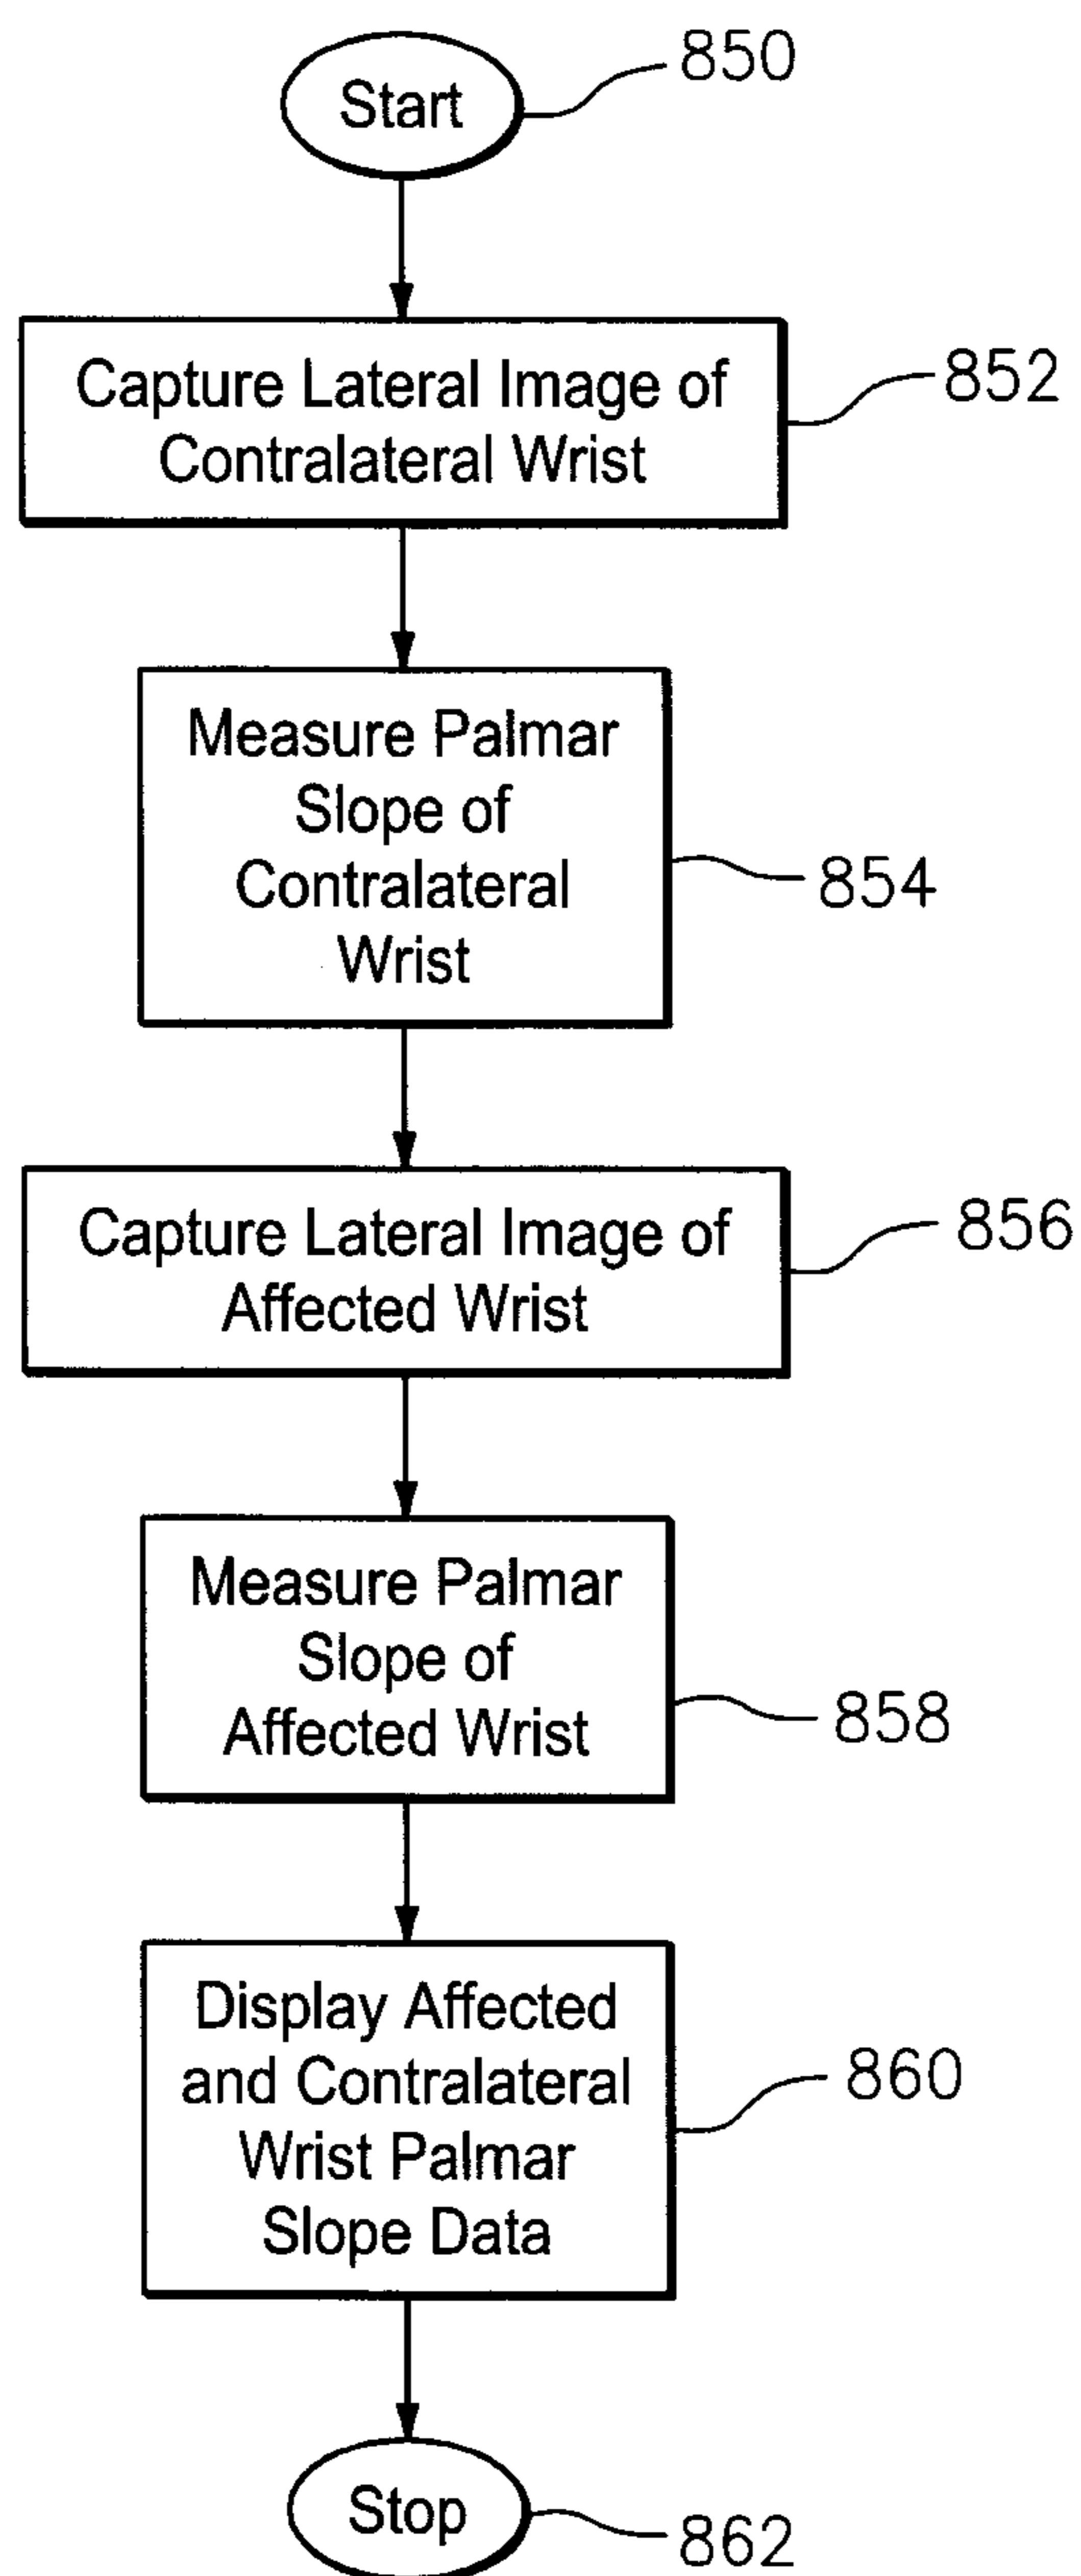 Start
850
Capture Lateral Image of
Contralateral Wrist
852
Measure Palmar
Slope of
Contralateral
Wrist
854
Capture Lateral Image of
Affected Wrist
856
Measure Palmar
Slope of
Affected Wrist
858
Display Affected
and Contralateral
Wrist Palmar
Slope Data
860
Stop
862